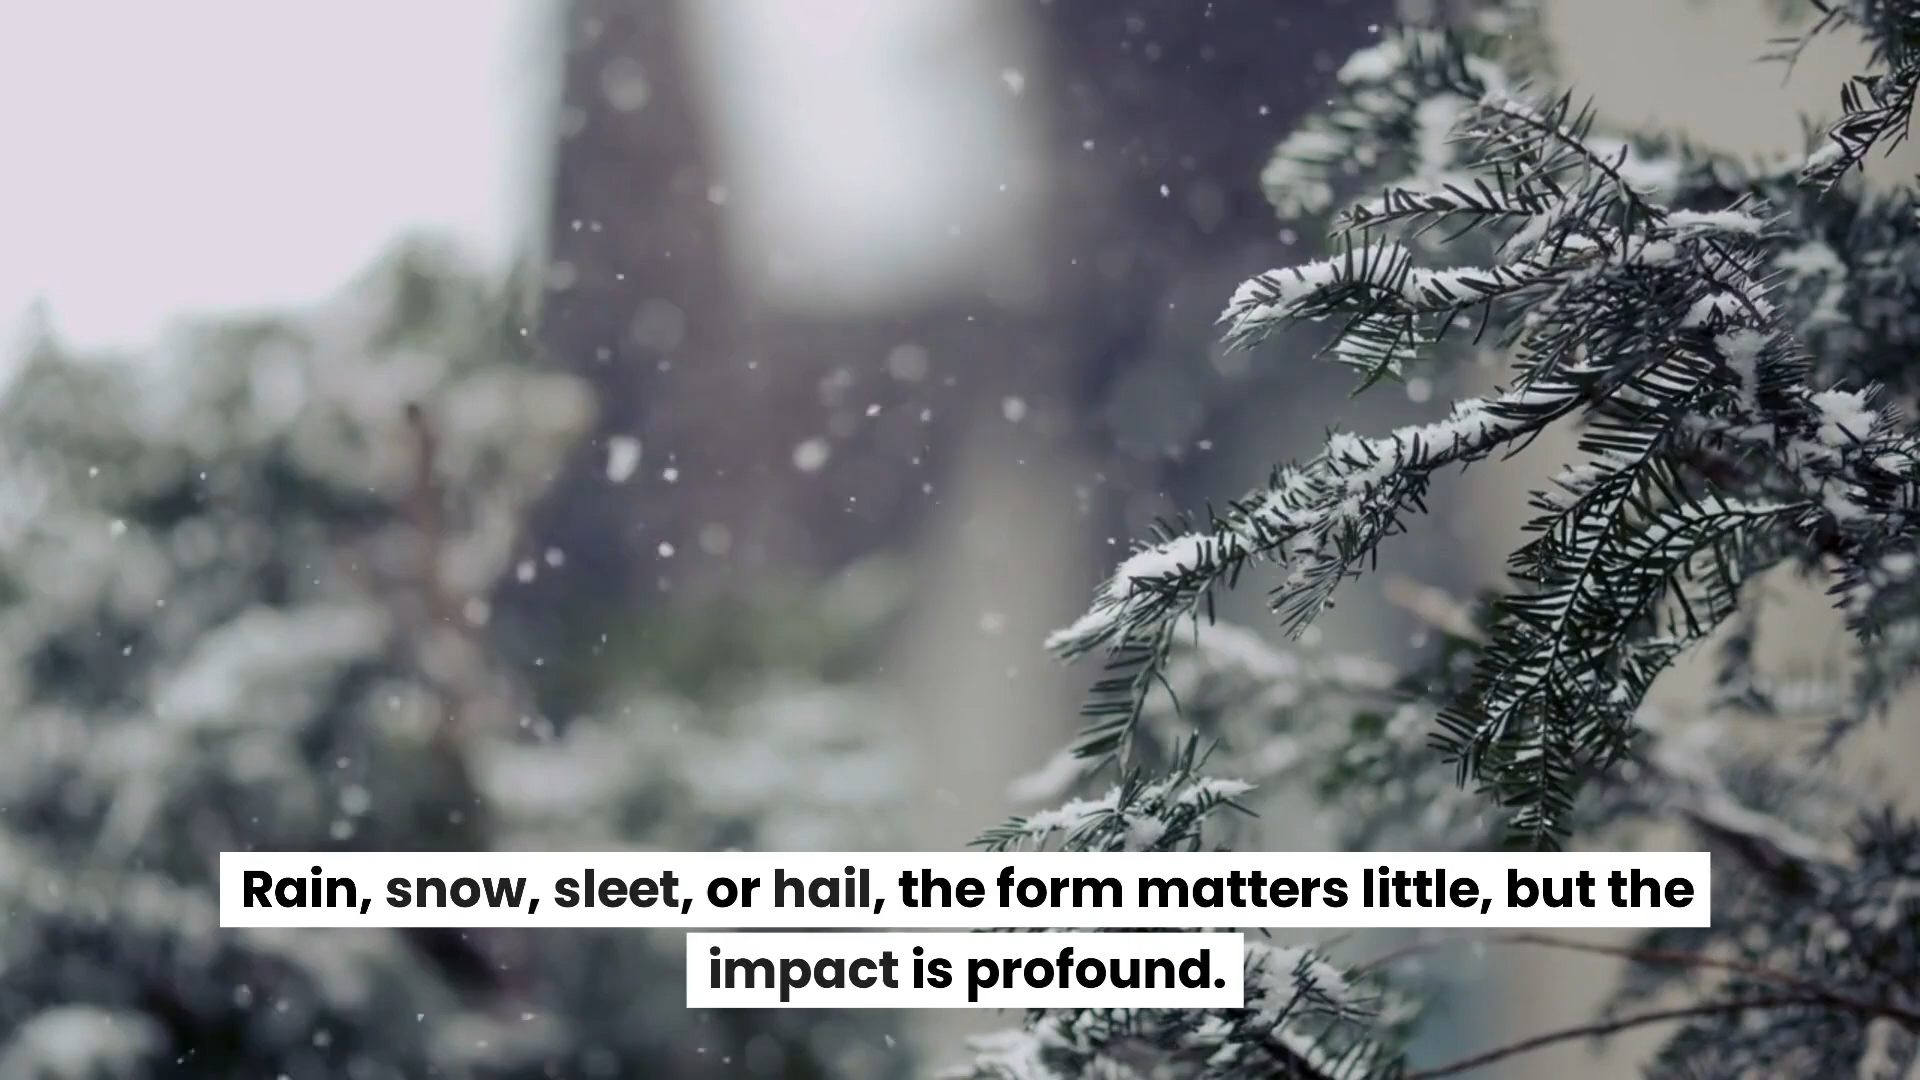 Rain, snow, sleet, or hail, the form matters little, but the
impact is profound.